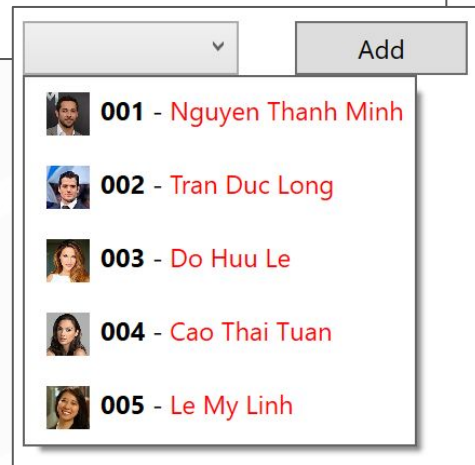 Add
001 - Nguyen Thanh Minh
002 - Tran Duc Long
003 - Do Huu Le
004 - Cao Thai Tuan
005 - Le My Linh